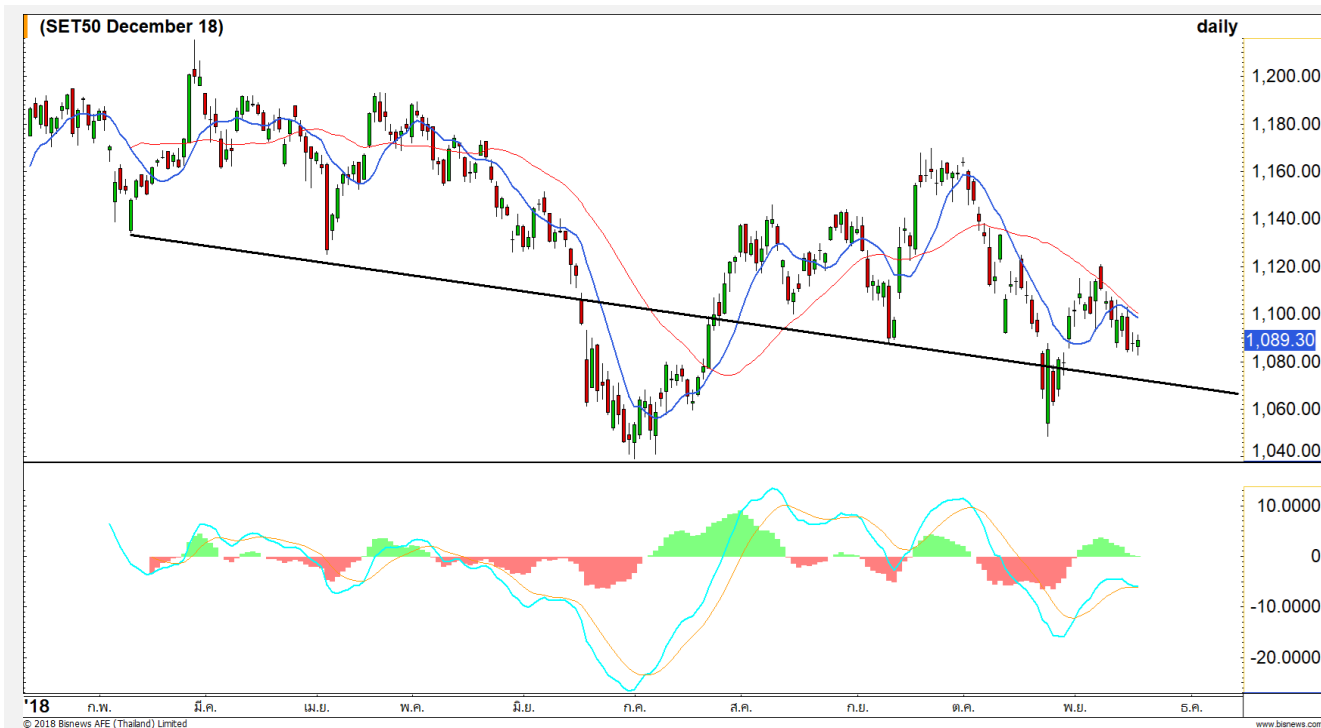 (SET50 December 18)
daily
1,200.00
1,180.00
1,160.00
1,140.00
1,120.00
1,100.00
1,089.30
1,080.00
1,060.00
1,040.00
10.0000
0
-10.0000
-20.0000
'18 ก.พ. มี.ค. เม.ย. พ.ค. มิ.ย. ก.ค. ส.ค. ก.ย. ต.ค. พ.ย. ธ.ค.
© 2018 Bisnews AFE (Thailand) Limited
www.bisnews.com